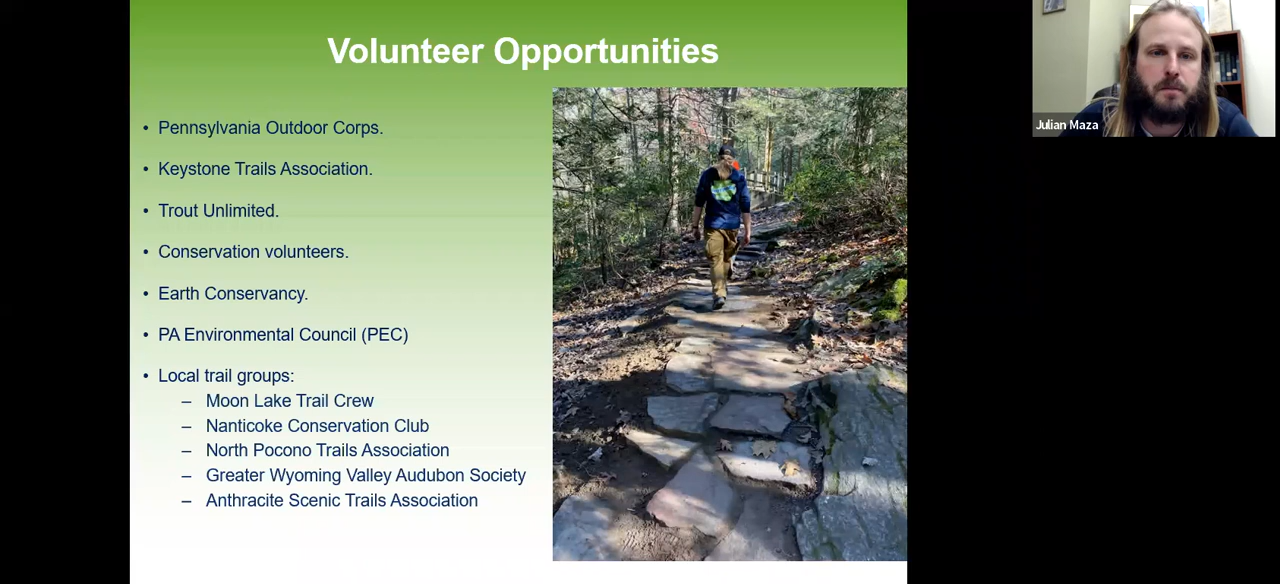 Volunteer Opportunities
• Pennsylvania Outdoor Corps.
• Keystone Trails Association.
• Trout Unlimited.
• Conservation volunteers.
• Earth Conservancy.
• PA Environmental Council (PEC)
• Local trail groups:
– Moon Lake Trail Crew
– Nanticoke Conservation Club
– North Pocono Trails Association
– Greater Wyoming Valley Audubon Society
– Anthracite Scenic Trails Association
Julian Maza